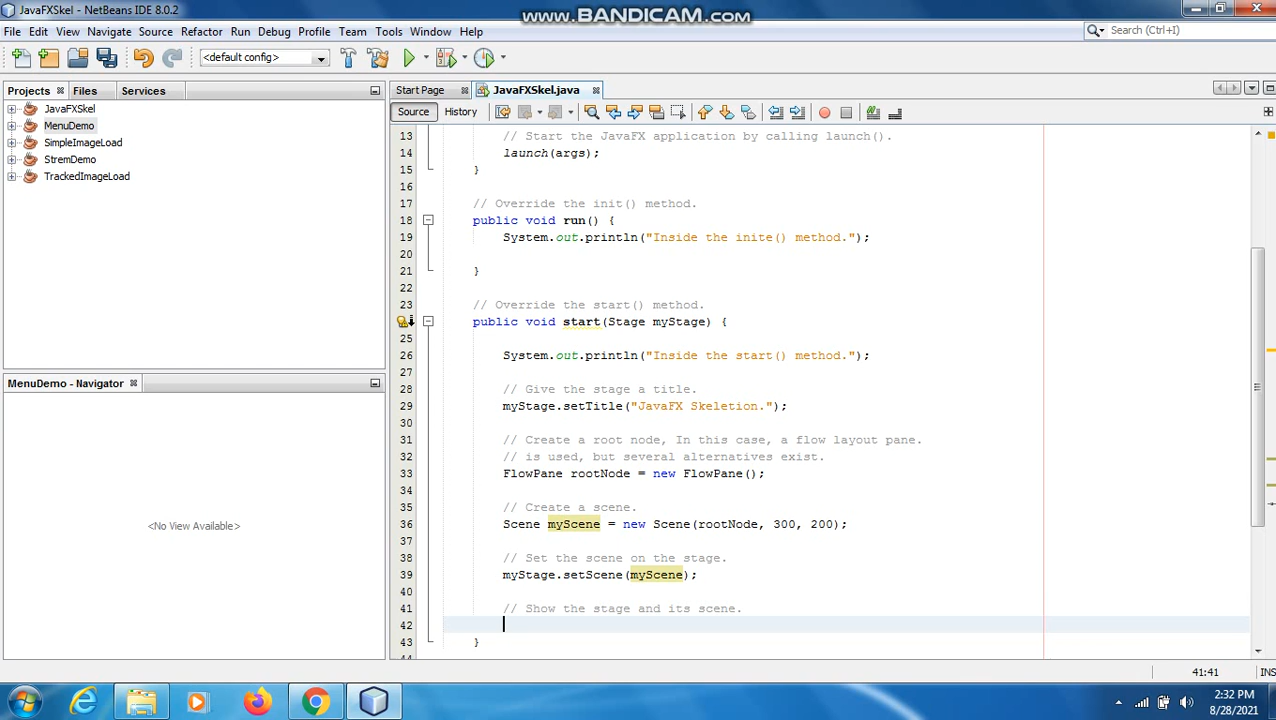 JavaFXSkel - NetBeans IDE 8.0.2
www.BANDICAM.com
File Edit View Navigate Source Refactor Run Debug Profile Team Tools Window Help
Search (Ctrl+I)
<default config>
Projects Files Services
Start Page JavaFXSkel.java
Source History
JavaFXSkel
MenuDemo
SimpleImageLoad
StremDemo
TrackedImageLoad
MenuDemo - Navigator
<No View Available>
13 // Start the JavaFX application by calling launch().
14 launch(args);
15 }
16
17 // Override the init() method.
18 public void run() {
19 System.out.println("Inside the inite() method.");
20
21 }
22
23 // Override the start() method.
public void start(Stage myStage) {
25
26 System.out.println("Inside the start() method.");
27
28 // Give the stage a title.
29 myStage.setTitle("JavaFX Skeletion.");
30
31 // Create a root node, In this case, a flow layout pane.
32 // is used, but several alternatives exist.
33 FlowPane rootNode = new FlowPane();
34
35 // Create a scene.
36 Scene myScene = new Scene(rootNode, 300, 200);
37
38 // Set the scene on the stage.
39 myStage.setScene(myScene);
40
41 // Show the stage and its scene.
42
43 }
41:41 INS
2:32 PM
8/28/2021